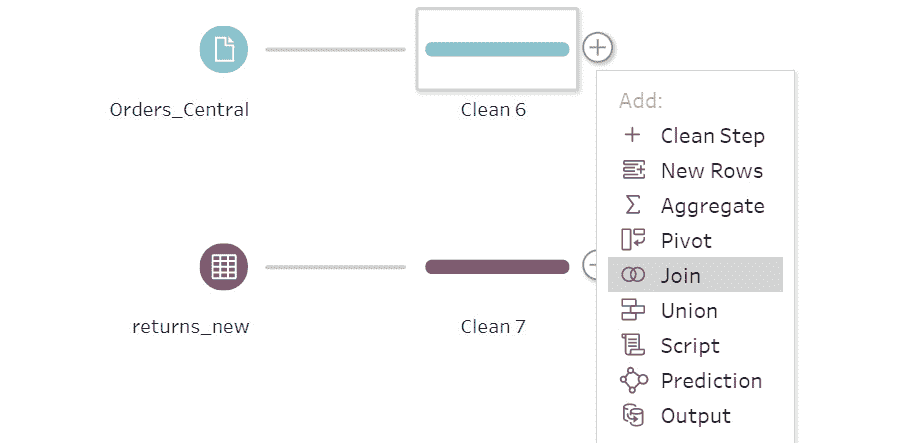 Orders_Central
Clean 6
Add:
Clean Step
New Rows
Aggregate
Pivot
Join
Union
Script
Prediction
Output
returns_new
Clean 7